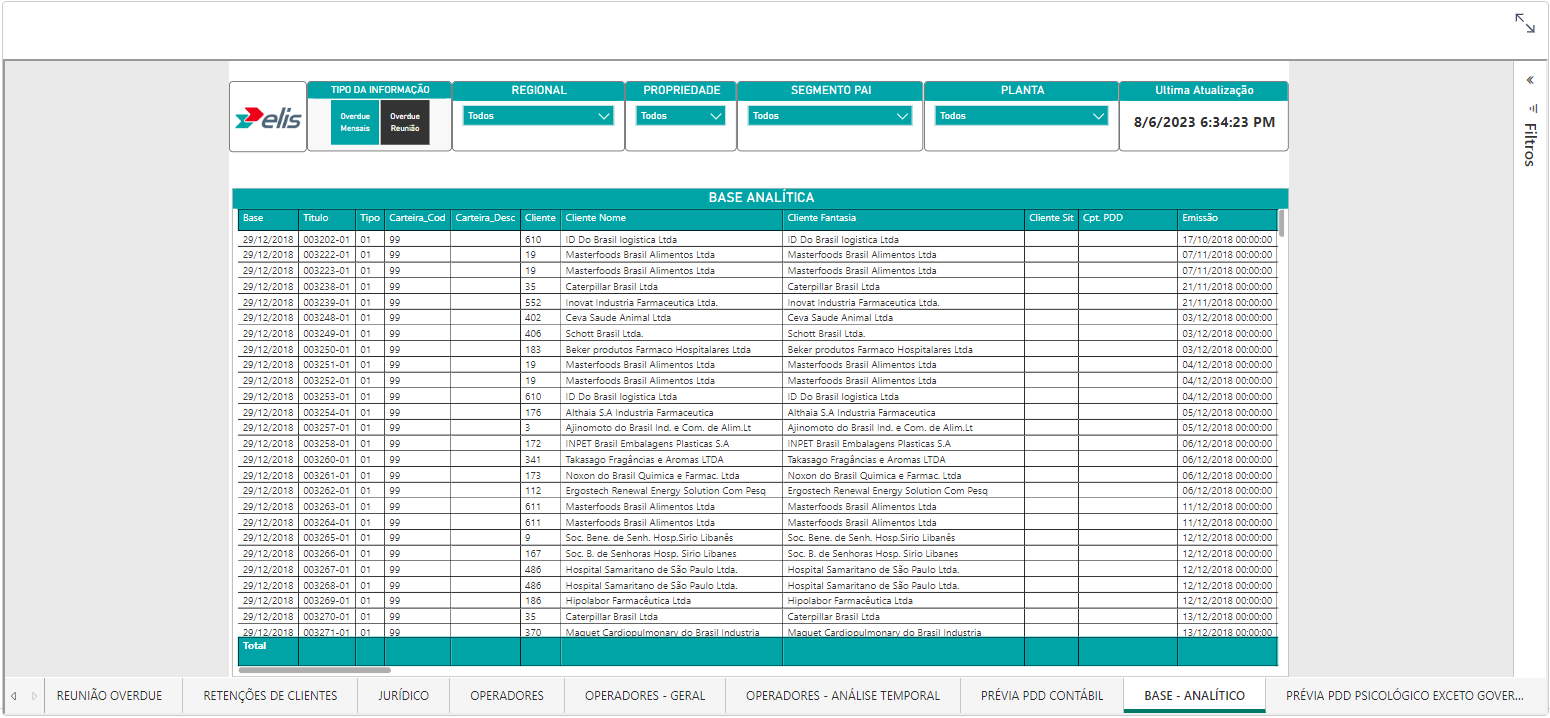 TIPO DA INFORMAÇÃO REGIONAL PROPRIEDADE SEGMENTO PAI PLANTA Ultima Atualização
elis Overdue Mensais Overdue Reunião Todos Todos Todos Todos 8/6/2023 6:34:23 PM
Filtros
BASE ANALÍTICA
Base Titulo Tipo Carteira_Cod Carteira_Desc Cliente Cliente Nome Cliente Fantasia Cliente Sit Cpt. PDD Emissão
29/12/2018 003202-01 01 99 610 ID Do Brasil logistica Ltda ID Do Brasil logistica Ltda 17/10/2018 00:00:00
29/12/2018 003222-01 01 99 19 Masterfoods Brasil Alimentos Ltda Masterfoods Brasil Alimentos Ltda 07/11/2018 00:00:00
29/12/2018 003223-01 01 99 19 Masterfoods Brasil Alimentos Ltda Masterfoods Brasil Alimentos Ltda 07/11/2018 00:00:00
29/12/2018 003238-01 01 99 35 Caterpillar Brasil Ltda Caterpillar Brasil Ltda 21/11/2018 00:00:00
29/12/2018 003239-01 01 99 552 Inovat Industria Farmaceutica Ltda. Inovat Industria Farmaceutica Ltda. 21/11/2018 00:00:00
29/12/2018 003248-01 01 99 402 Ceva Saude Animal Ltda Ceva Saude Animal Ltda 03/12/2018 00:00:00
29/12/2018 003249-01 01 99 406 Schott Brasil Ltda. Schott Brasil Ltda. 03/12/2018 00:00:00
29/12/2018 003250-01 01 99 183 Beker produtos Farmaco Hospitalares Ltda Beker produtos Farmaco Hospitalares Ltda 03/12/2018 00:00:00
29/12/2018 003251-01 01 99 19 Masterfoods Brasil Alimentos Ltda Masterfoods Brasil Alimentos Ltda 04/12/2018 00:00:00
29/12/2018 003252-01 01 99 19 Masterfoods Brasil Alimentos Ltda Masterfoods Brasil Alimentos Ltda 04/12/2018 00:00:00
29/12/2018 003253-01 01 99 610 ID Do Brasil logistica Ltda ID Do Brasil logistica Ltda 04/12/2018 00:00:00
29/12/2018 003254-01 01 99 176 Althaia S.A Industria Farmaceutica Althaia S.A Industria Farmaceutica 05/12/2018 00:00:00
29/12/2018 003257-01 01 99 3 Ajinomoto do Brasil Ind. e Com. de Alim.Lt Ajinomoto do Brasil Ind. e Com. de Alim.Lt 05/12/2018 00:00:00
29/12/2018 003258-01 01 99 172 INPET Brasil Embalagens Plasticas S.A INPET Brasil Embalagens Plasticas S.A 06/12/2018 00:00:00
29/12/2018 003260-01 01 99 341 Takasago Fragâncias e Aromas LTDA Takasago Fragâncias e Aromas LTDA 06/12/2018 00:00:00
29/12/2018 003261-01 01 99 173 Noxon do Brasil Quimica e Farmac. Ltda Noxon do Brasil Quimica e Farmac. Ltda 06/12/2018 00:00:00
29/12/2018 003262-01 01 99 112 Ergostech Renewal Energy Solution Com Pesq Ergostech Renewal Energy Solution Com Pesq 06/12/2018 00:00:00
29/12/2018 003263-01 01 99 611 Masterfoods Brasil Alimentos Ltda Masterfoods Brasil Alimentos Ltda 11/12/2018 00:00:00
29/12/2018 003264-01 01 99 611 Masterfoods Brasil Alimentos Ltda Masterfoods Brasil Alimentos Ltda 11/12/2018 00:00:00
29/12/2018 003265-01 01 99 9 Soc. Bene. de Senh. Hosp.Sirio Libanês Soc. Bene. de Senh. Hosp.Sirio Libanês 12/12/2018 00:00:00
29/12/2018 003266-01 01 99 167 Soc. B. de Senhoras Hosp. Sirio Libanes Soc. B. de Senhoras Hosp. Sirio Libanes 12/12/2018 00:00:00
29/12/2018 003267-01 01 99 486 Hospital Samaritano de São Paulo Ltda. Hospital Samaritano de São Paulo Ltda. 12/12/2018 00:00:00
29/12/2018 003268-01 01 99 486 Hospital Samaritano de São Paulo Ltda. Hospital Samaritano de São Paulo Ltda. 12/12/2018 00:00:00
29/12/2018 003269-01 01 99 186 Hipolabor Farmacêutica Ltda Hipolabor Farmacêutica Ltda 12/12/2018 00:00:00
29/12/2018 003270-01 01 99 35 Caterpillar Brasil Ltda Caterpillar Brasil Ltda 13/12/2018 00:00:00
29/12/2018 003271-01 01 99 370 Maquet Cardiopulmonary do Brasil Industria Maquet Cardiopulmonary do Brasil Industria 13/12/2018 00:00:00
Total
REUNIÃO OVERDUE RETENÇÕES DE CLIENTES JURÍDICO OPERADORES OPERADORES - GERAL OPERADORES - ANÁLISE TEMPORAL PRÉVIA PDD CONTÁBIL BASE - ANALÍTICO PRÉVIA PDD PSICOLÓGICO EXCETO GOVER...